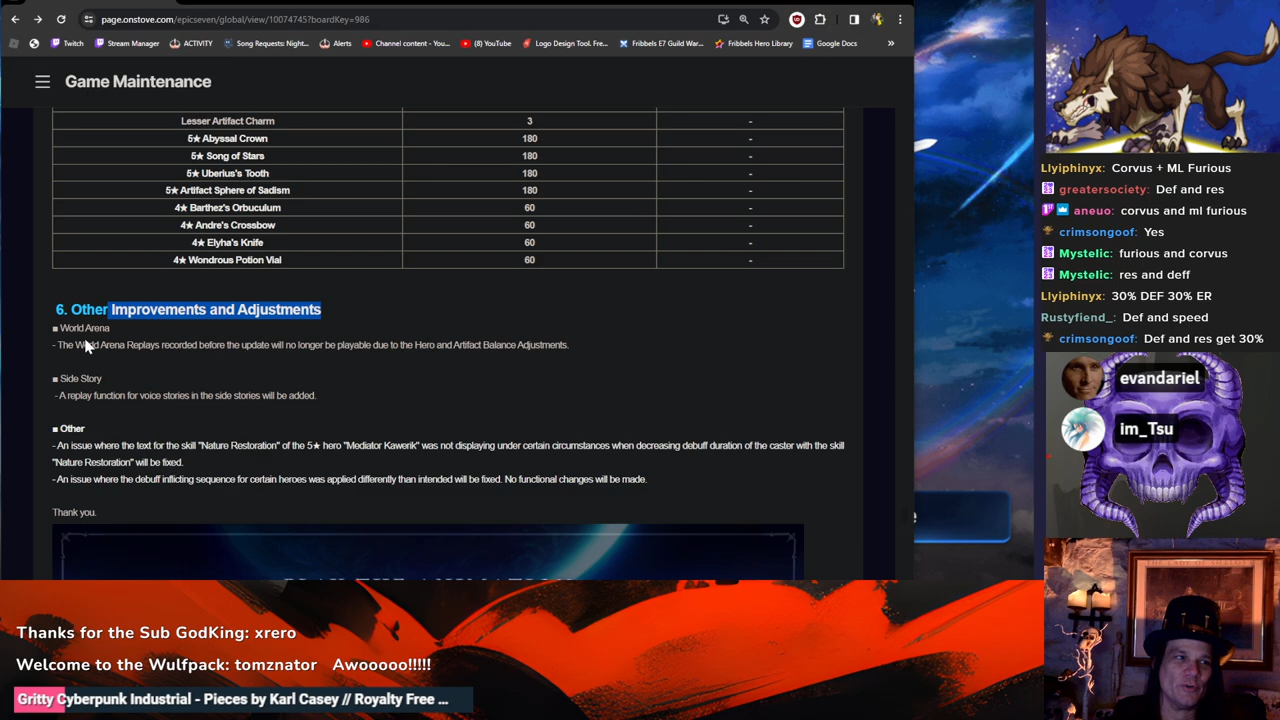 page.onstove.com/epicseven/global/view/10074745?boardKey=986
Twitch
Stream Manager
ACTIVITY
Song Requests: Night...
Alerts
Channel content - You...
(8) YouTube
Logo Design Tool. Fre...
Fribbels E7 Guild War...
Fribbels Hero Library
Google Docs
»
Game Maintenance
Lesser Artifact Charm 3 -
5★ Abyssal Crown 180 -
5★ Song of Stars 180 -
5★ Uberius's Tooth 180 -
5★ Artifact Sphere of Sadism 180 -
4★ Barthez's Orbuculum 60 -
4★ Andre's Crossbow 60 -
4★ Elyha's Knife 60 -
4★ Wondrous Potion Vial 60 -
6. Other Improvements and Adjustments
■ World Arena
- The World Arena Replays recorded before the update will no longer be playable due to the Hero and Artifact Balance Adjustments.
■ Side Story
- A replay function for voice stories in the side stories will be added.
■ Other
- An issue where the text for the skill "Nature Restoration" of the 5★ hero "Mediator Kawerik" was not displaying under certain circumstances when decreasing debuff duration of the caster with the skill
"Nature Restoration" will be fixed.
- An issue where the debuff inflicting sequence for certain heroes was applied differently than intended will be fixed. No functional changes will be made.
Thank you.
Llyiphinyx: Corvus + ML Furious
greatersociety: Def and res
aneuo: corvus and ml furious
crimsongoof: Yes
Mystelic: furious and corvus
Mystelic: res and deff
Llyiphinyx: 30% DEF 30% ER
Rustyfiend_: Def and speed
crimsongoof: Def and res get 30%
evandariel
im_Tsu
Thanks for the Sub GodKing: xrero
Welcome to the Wulfpack: tomznator Awooooo!!!!!
Gritty Cyberpunk Industrial - Pieces by Karl Casey // Royalty Free ...